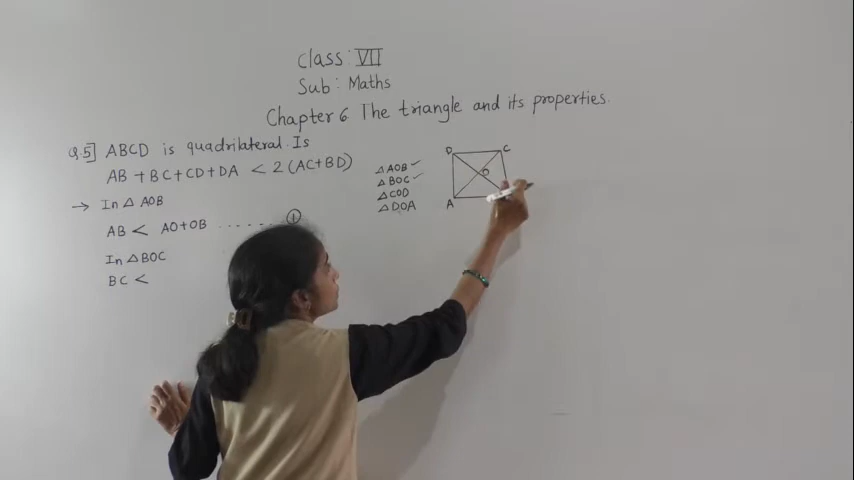 Class : VII
Sub : Maths
Chapter 6 The triangle and its properties.
Q.5] ABCD is quadrilateral. Is
AB + BC + CD + DA < 2 (AC+BD)
→ In △ AOB
AB < AO+OB ...... 1
In △ BOC
BC <
△AOB ✓
△BOC ✓
△COD
△DOA
D C
O
A